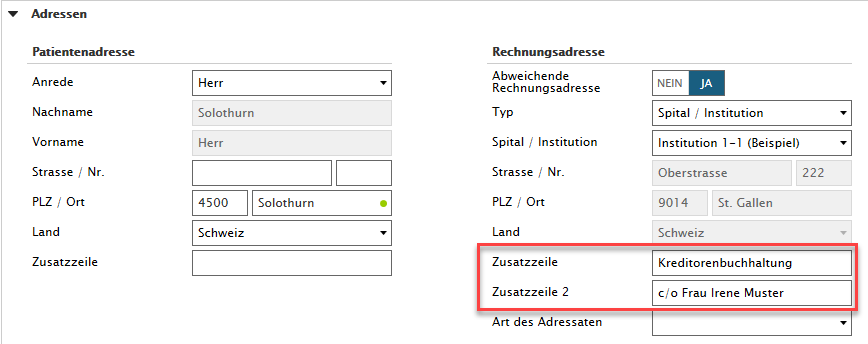 Adressen
Patientenadresse
Anrede Herr
Nachname Solothurn
Vorname Herr
Strasse / Nr.
PLZ / Ort 4500 Solothurn
Land Schweiz
Zusatzzeile
Rechnungsadresse
Abweichende
Rechnungsadresse NEIN JA
Typ Spital / Institution
Spital / Institution Institution 1-1 (Beispiel)
Strasse / Nr. Oberstrasse 222
PLZ / Ort 9014 St. Gallen
Land Schweiz
Zusatzzeile Kreditorenbuchhaltung
Zusatzzeile 2 c/o Frau Irene Muster
Art des Adressaten